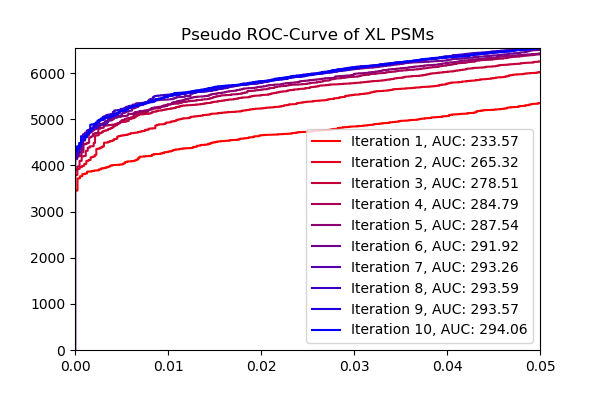 Pseudo ROC-Curve of XL PSMs
6000
5000
4000
3000
2000
1000
0
Iteration 1, AUC: 233.57
Iteration 2, AUC: 265.32
Iteration 3, AUC: 278.51
Iteration 4, AUC: 284.79
Iteration 5, AUC: 287.54
Iteration 6, AUC: 291.92
Iteration 7, AUC: 293.26
Iteration 8, AUC: 293.59
Iteration 9, AUC: 293.57
Iteration 10, AUC: 294.06
0.00 0.01 0.02 0.03 0.04 0.05